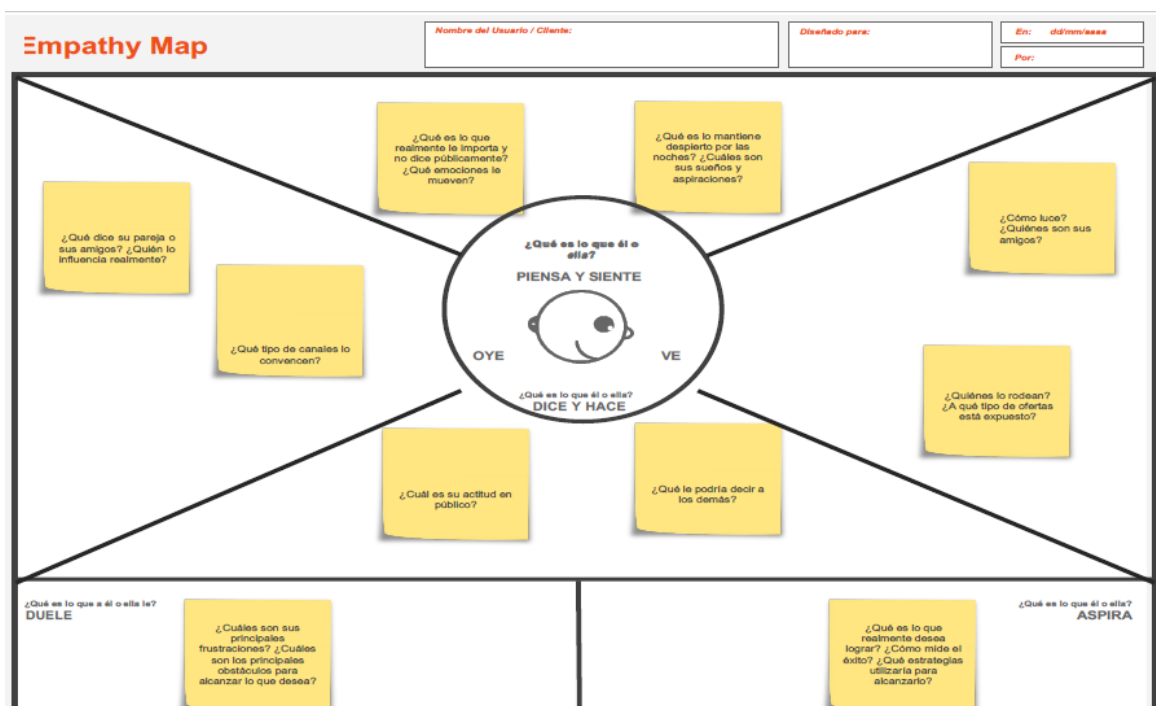 Empathy Map
Nombre del Usuario / Cliente:
Diseñado para:
En: dd/mm/aaaa
Por:
¿Qué es lo que
realmente le importa y
no dice públicamente?
¿Qué emociones le
mueven?
¿Qué es lo mantiene
despierto por las
noches? ¿Cuáles son
sus sueños y
aspiraciones?
¿Qué dice su pareja o
sus amigos? ¿Quién lo
influencia realmente?
¿Qué tipo de canales lo
convencen?
¿Cómo luce?
¿Quiénes son sus
amigos?
¿Quiénes lo rodean?
¿A qué tipo de ofertas
está expuesto?
¿Qué es lo que él o
ella?
PIENSA Y SIENTE
OYE
VE
¿Qué es lo que él o ella?
DICE Y HACE
¿Cuál es su actitud en
público?
¿Qué le podría decir a
los demás?
¿Qué es lo que a él o ella le?
DUELE
¿Cuáles son sus
principales
frustraciones? ¿Cuáles
son los principales
obstáculos para
alcanzar lo que desea?
¿Qué es lo que
realmente desea
lograr? ¿Cómo mide el
éxito? ¿Qué estrategias
utilizaría para
alcanzarlo?
¿Qué es lo que él o ella?
ASPIRA